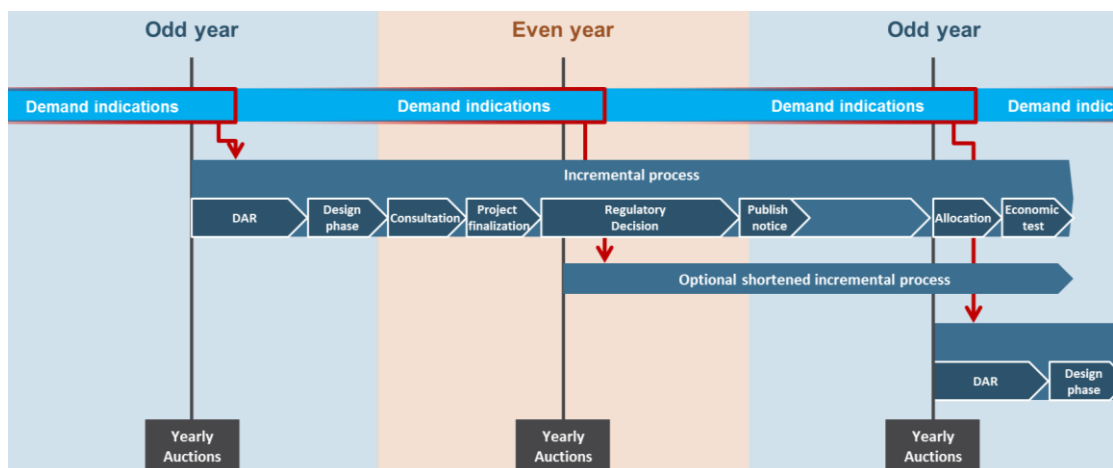 Odd year
Even year
Odd year
Demand indications
Demand indications
Demand indications
Demand indic
Incremental process
DAR
Design
phase
Consultation
Project
finalization
Regulatory
Decision
Publish
notice
Allocation
Economic
test
Optional shortened incremental process
DAR
Design
phase
Yearly
Auctions
Yearly
Auctions
Yearly
Auctions